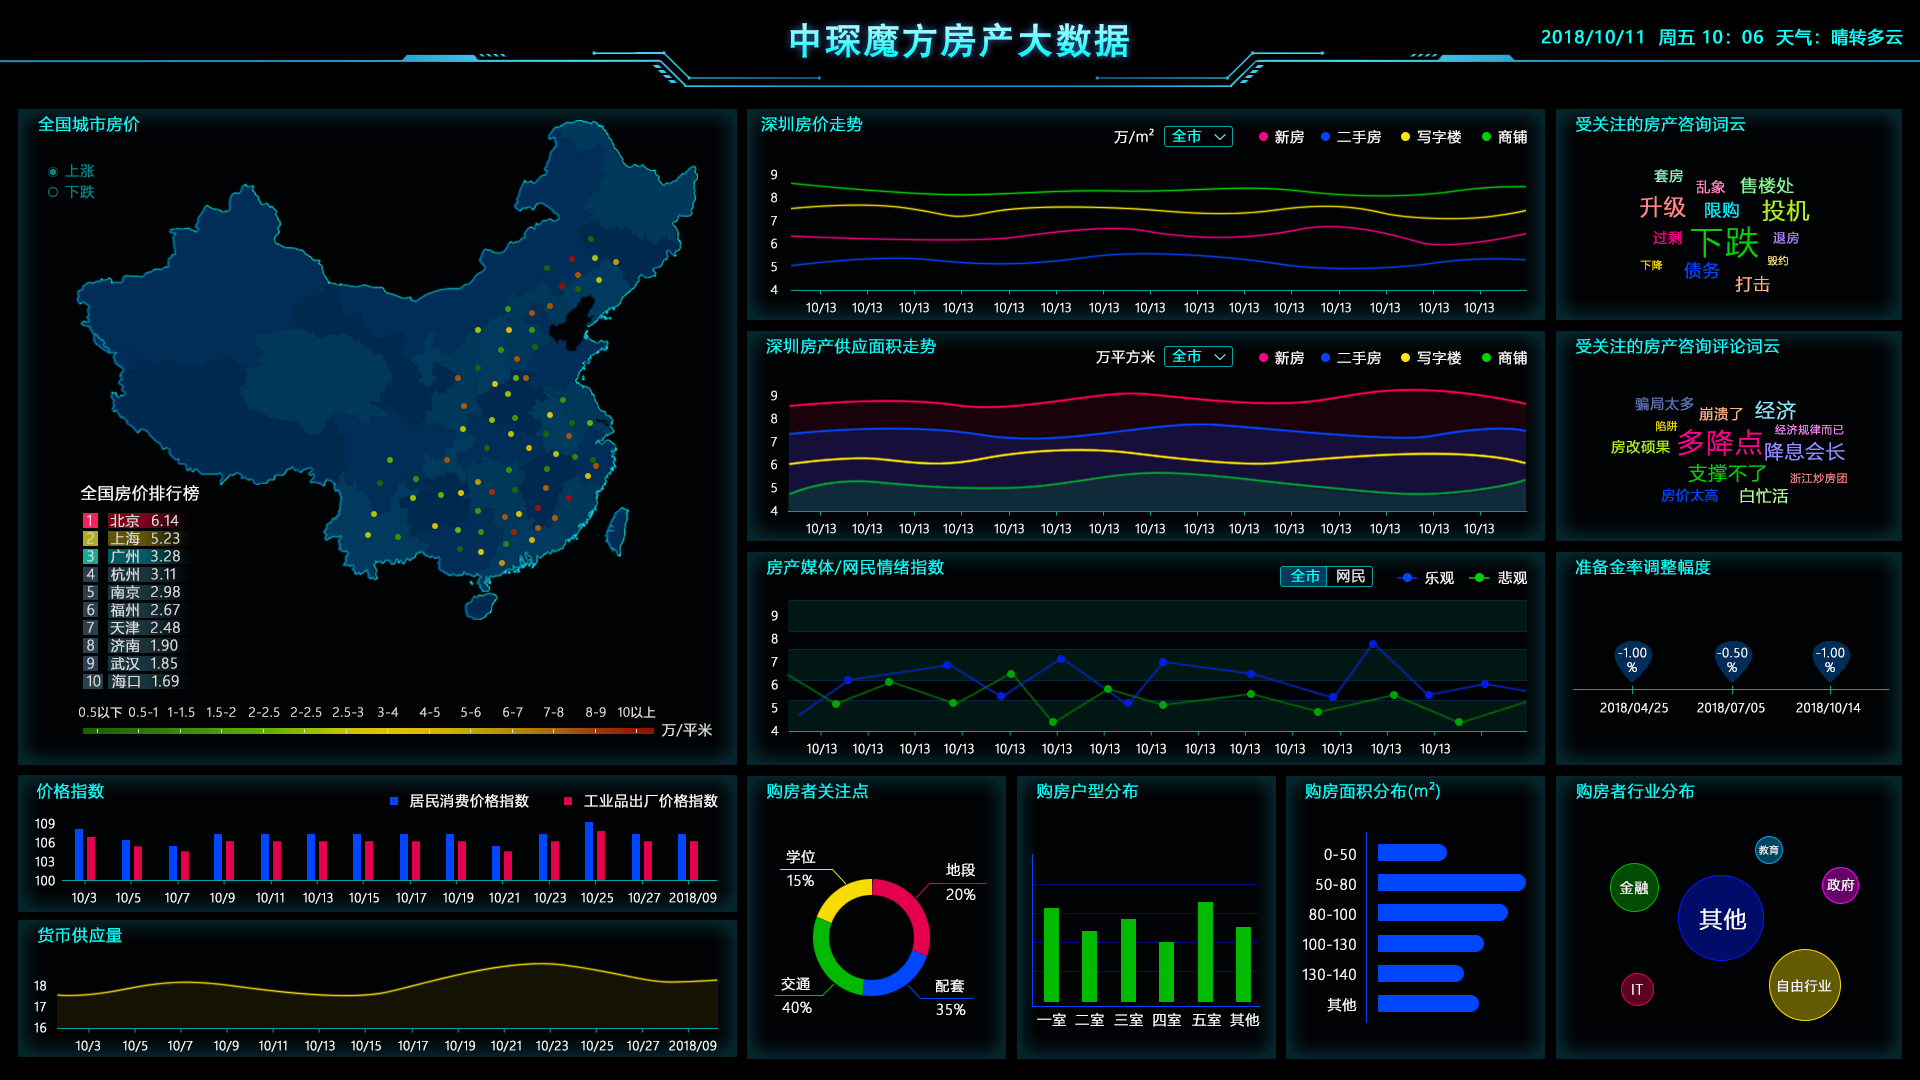 中琛魔方房产大数据
2018/10/11 周五 10：06 天气：晴转多云
全国城市房价
上涨
下跌
全国房价排行榜
1 北京 6.14
2 上海 5.23
3 广州 3.28
4 杭州 3.11
5 南京 2.98
6 福州 2.67
7 天津 2.48
8 济南 1.90
9 武汉 1.85
10 海口 1.69
0.5以下 0.5-1 1-1.5 1.5-2 2-2.5 2-2.5 2.5-3 3-4 4-5 5-6 6-7 7-8 8-9 10以上
万/平米
深圳房价走势
万/m² 全市 新房 二手房 写字楼 商铺
9
8
7
6
5
4
10/13 10/13 10/13 10/13 10/13 10/13 10/13 10/13 10/13 10/13 10/13 10/13 10/13 10/13 10/13
深圳房产供应面积走势
万平方米 全市 新房 二手房 写字楼 商铺
9
8
7
6
5
4
10/13 10/13 10/13 10/13 10/13 10/13 10/13 10/13 10/13 10/13 10/13 10/13 10/13 10/13 10/13
房产媒体/网民情绪指数
全市 网民 乐观 悲观
9
8
7
6
5
4
10/13 10/13 10/13 10/13 10/13 10/13 10/13 10/13 10/13 10/13 10/13 10/13 10/13 10/13
受关注的房产咨询词云
套房
乱象
售楼处
升级
限购
投机
过剩
下跌
退房
下降
债务
毁约
打击
受关注的房产咨询评论词云
骗局太多
崩溃了
经济
陷阱
多降点
经济规律而已
房改硕果
降息会长
支撑不了
浙江炒房团
房价太高
白忙活
准备金率调整幅度
-1.00 %
-0.50 %
-1.00 %
2018/04/25 2018/07/05 2018/10/14
价格指数
居民消费价格指数 工业品出厂价格指数
109
106
103
100
10/3 10/5 10/7 10/9 10/11 10/13 10/15 10/17 10/19 10/21 10/23 10/25 10/27 2018/09
货币供应量
18
17
16
10/3 10/5 10/7 10/9 10/11 10/13 10/15 10/17 10/19 10/21 10/23 10/25 10/27 2018/09
购房者关注点
学位
15%
地段
20%
交通
40%
配套
35%
购房户型分布
一室 二室 三室 四室 五室 其他
购房面积分布(m²)
0-50
50-80
80-100
100-130
130-140
其他
购房者行业分布
教育
金融
政府
其他
IT
自由行业